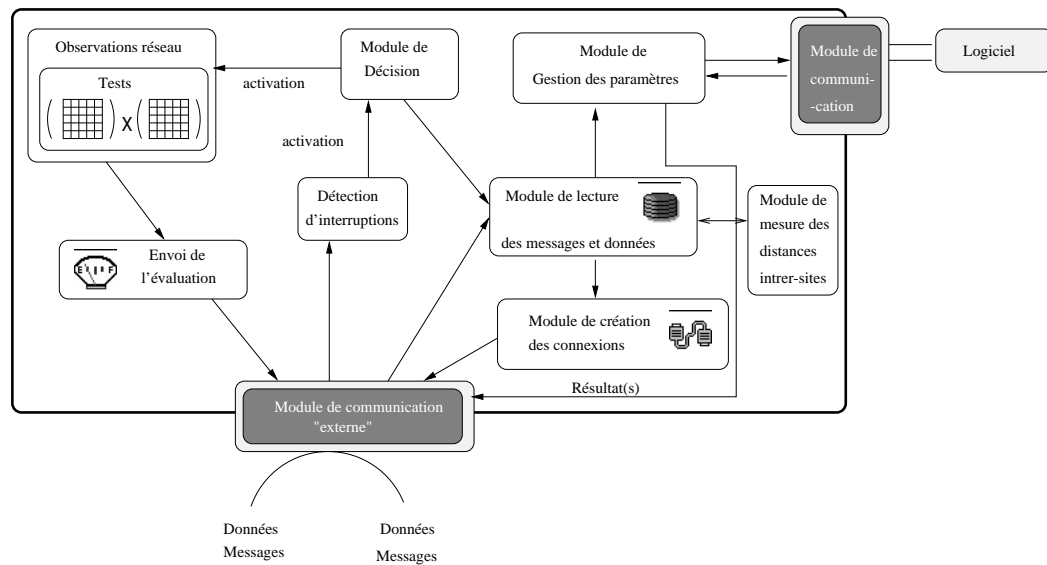 Observations réseau
Tests
( ) X ( )
activation
Module de
Décision
activation
Module de
Gestion des paramètres
Module de
communi-
-cation
Logiciel
Détection
d'interruptions
Module de lecture
des messages et données
Module de
mesure des
distances
intrer-sites
Envoi de
l'évaluation
E F
Module de création
des connexions
Résultat(s)
Module de communication
"externe"
Données
Messages
Données
Messages